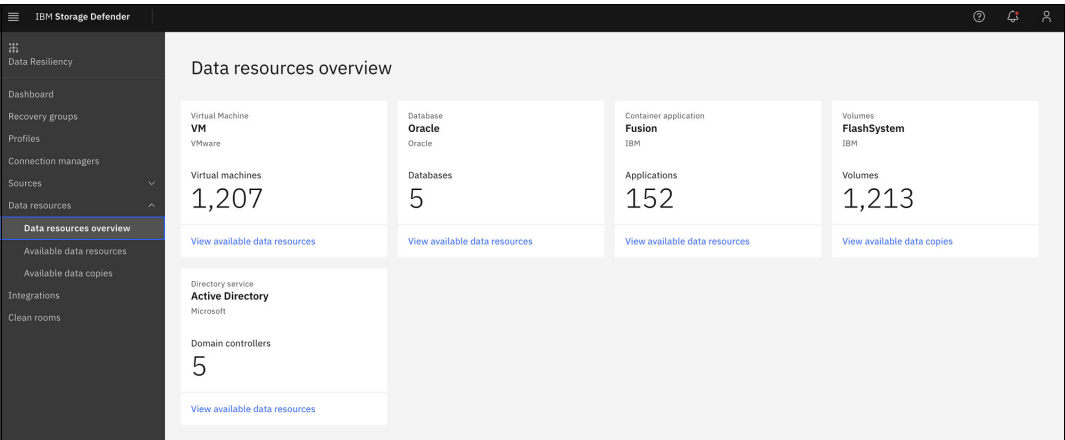 IBM Storage Defender
Data Resiliency
Dashboard
Recovery groups
Profiles
Connection managers
Sources
Data resources
Data resources overview
Available data resources
Available data copies
Integrations
Clean rooms
Data resources overview
Virtual Machine
VM
VMware
Virtual machines
1,207
View available data resources
Database
Oracle
Oracle
Databases
5
View available data resources
Container application
Fusion
IBM
Applications
152
View available data resources
Volumes
FlashSystem
IBM
Volumes
1,213
View available data copies
Directory service
Active Directory
Microsoft
Domain controllers
5
View available data resources